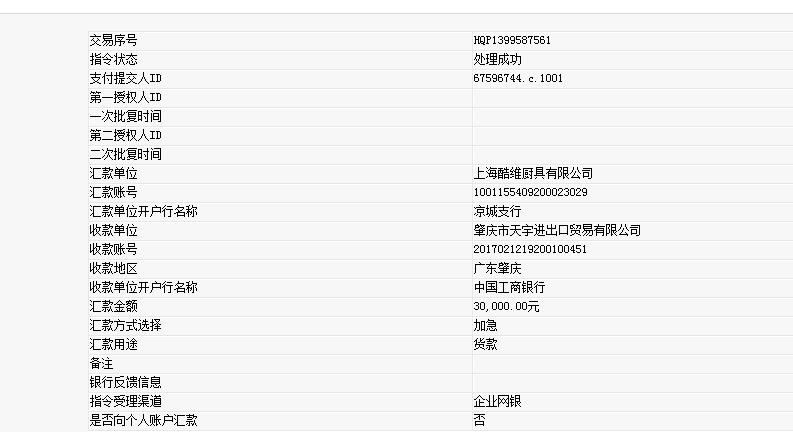 交易序号 HQP1399587561
指令状态 处理成功
支付提交人ID 67596744.c.1001
第一授权人ID
一次批复时间
第二授权人ID
二次批复时间
汇款单位 上海酷维厨具有限公司
汇款账号 1001155409200023029
汇款单位开户行名称 凉城支行
收款单位 肇庆市天宇进出口贸易有限公司
收款账号 2017021219200100451
收款地区 广东肇庆
收款单位开户行名称 中国工商银行
汇款金额 30,000.00元
汇款方式选择 加急
汇款用途 货款
备注
银行反馈信息
指令受理渠道 企业网银
是否向个人账户汇款 否